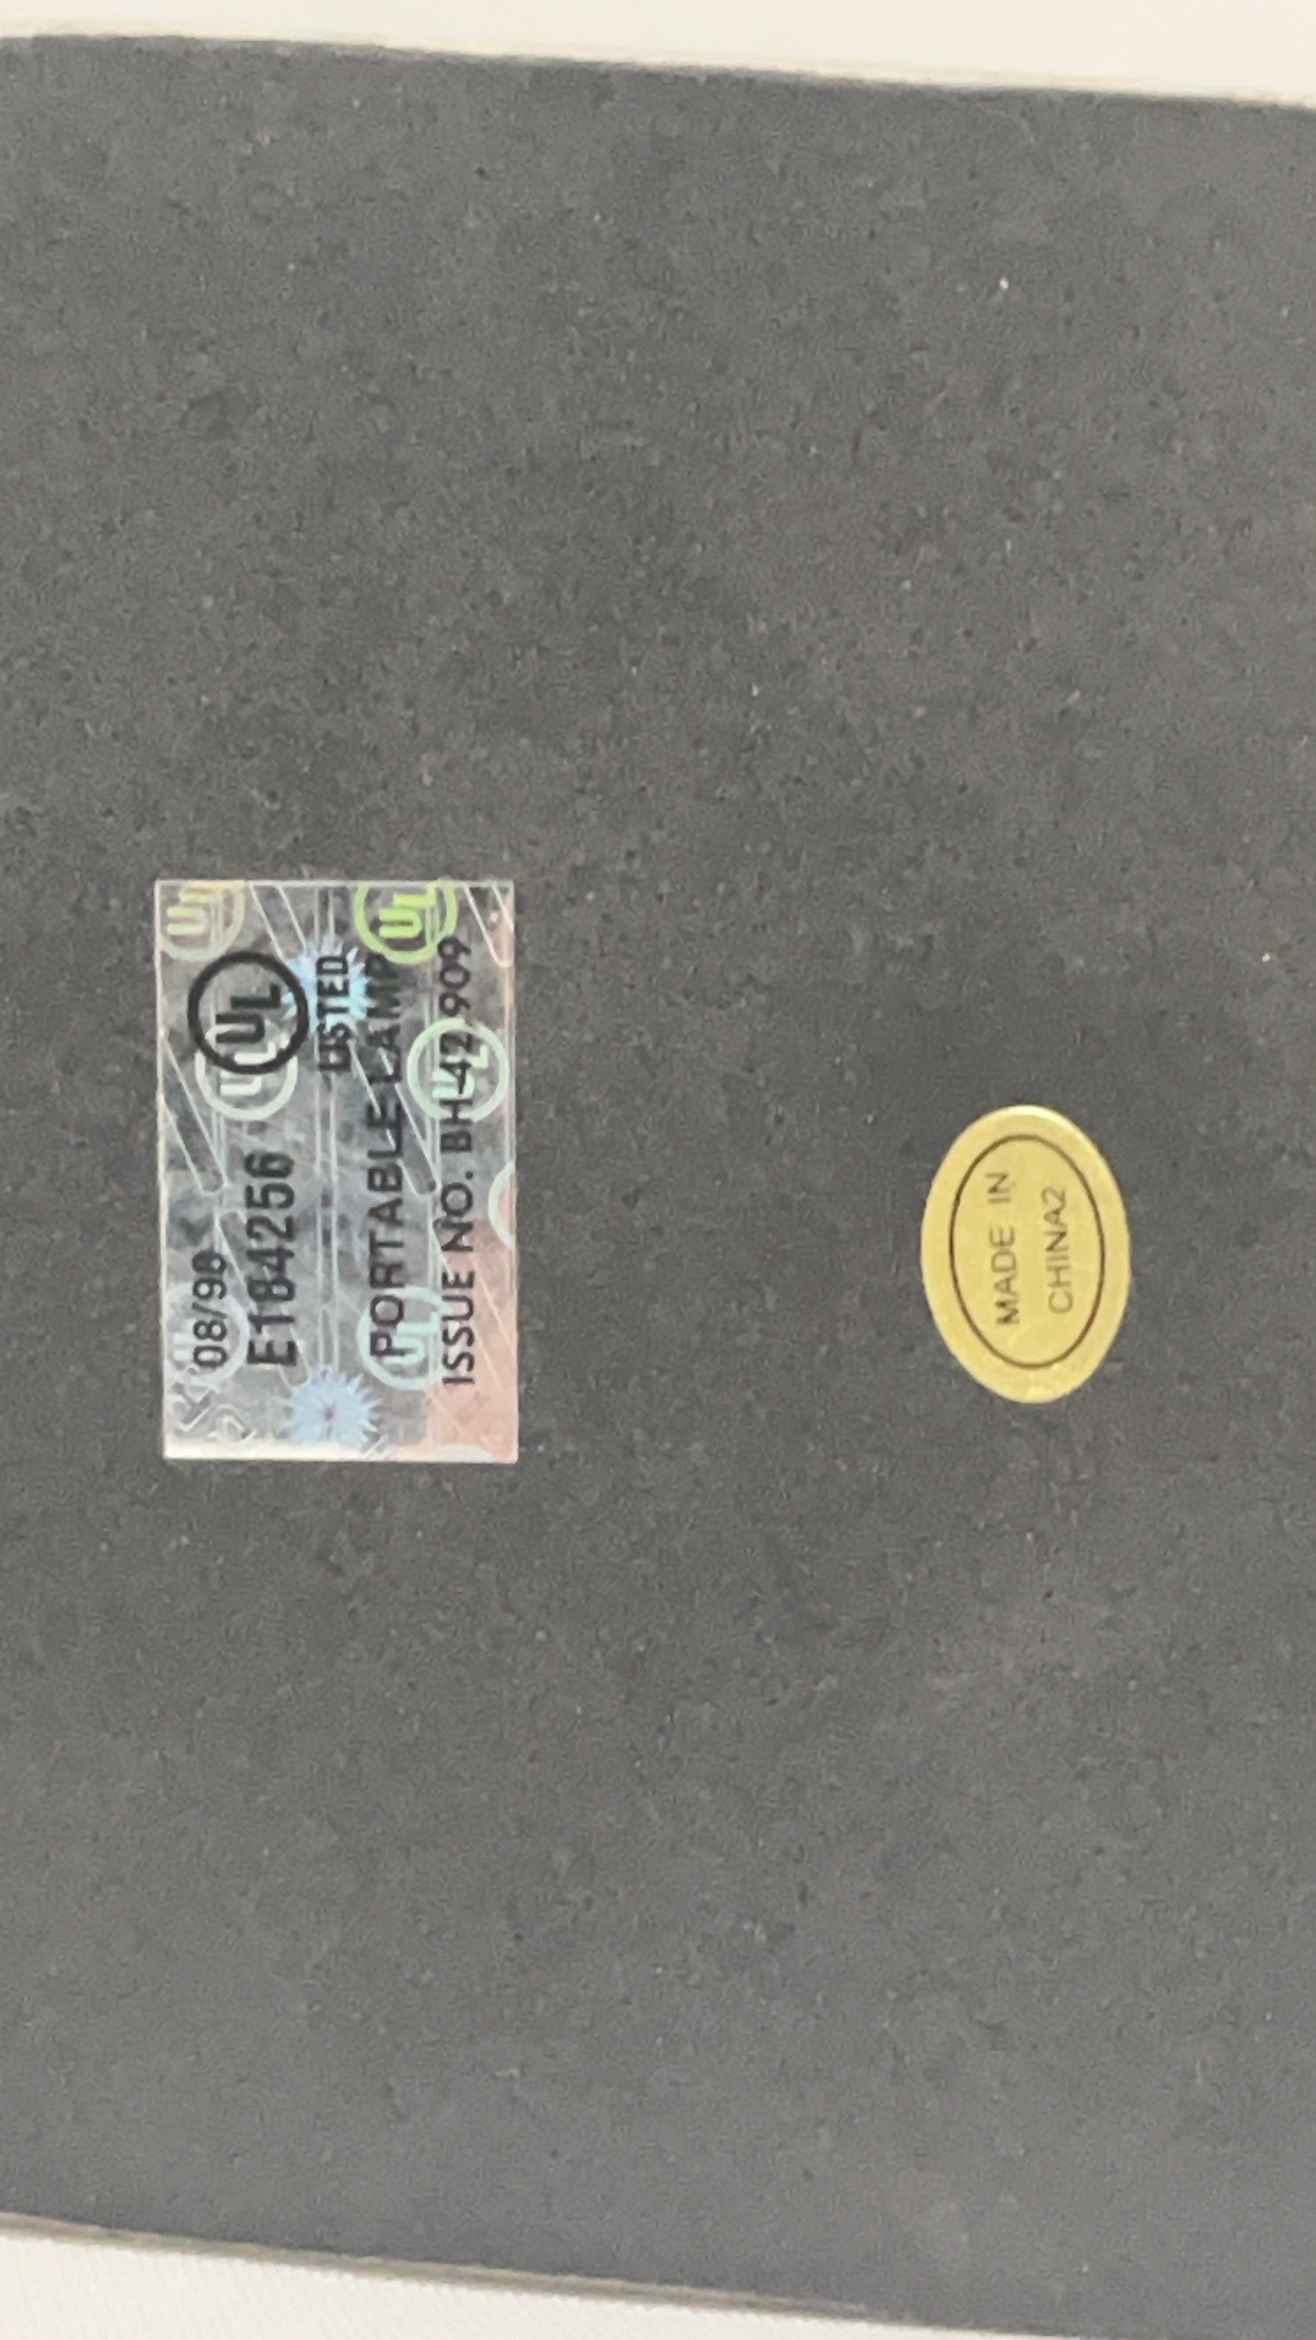 08/98
UL
E184256
LISTED
PORTABLE LAMP
ISSUE NO. BH-42,909
MADE IN
CHINA2